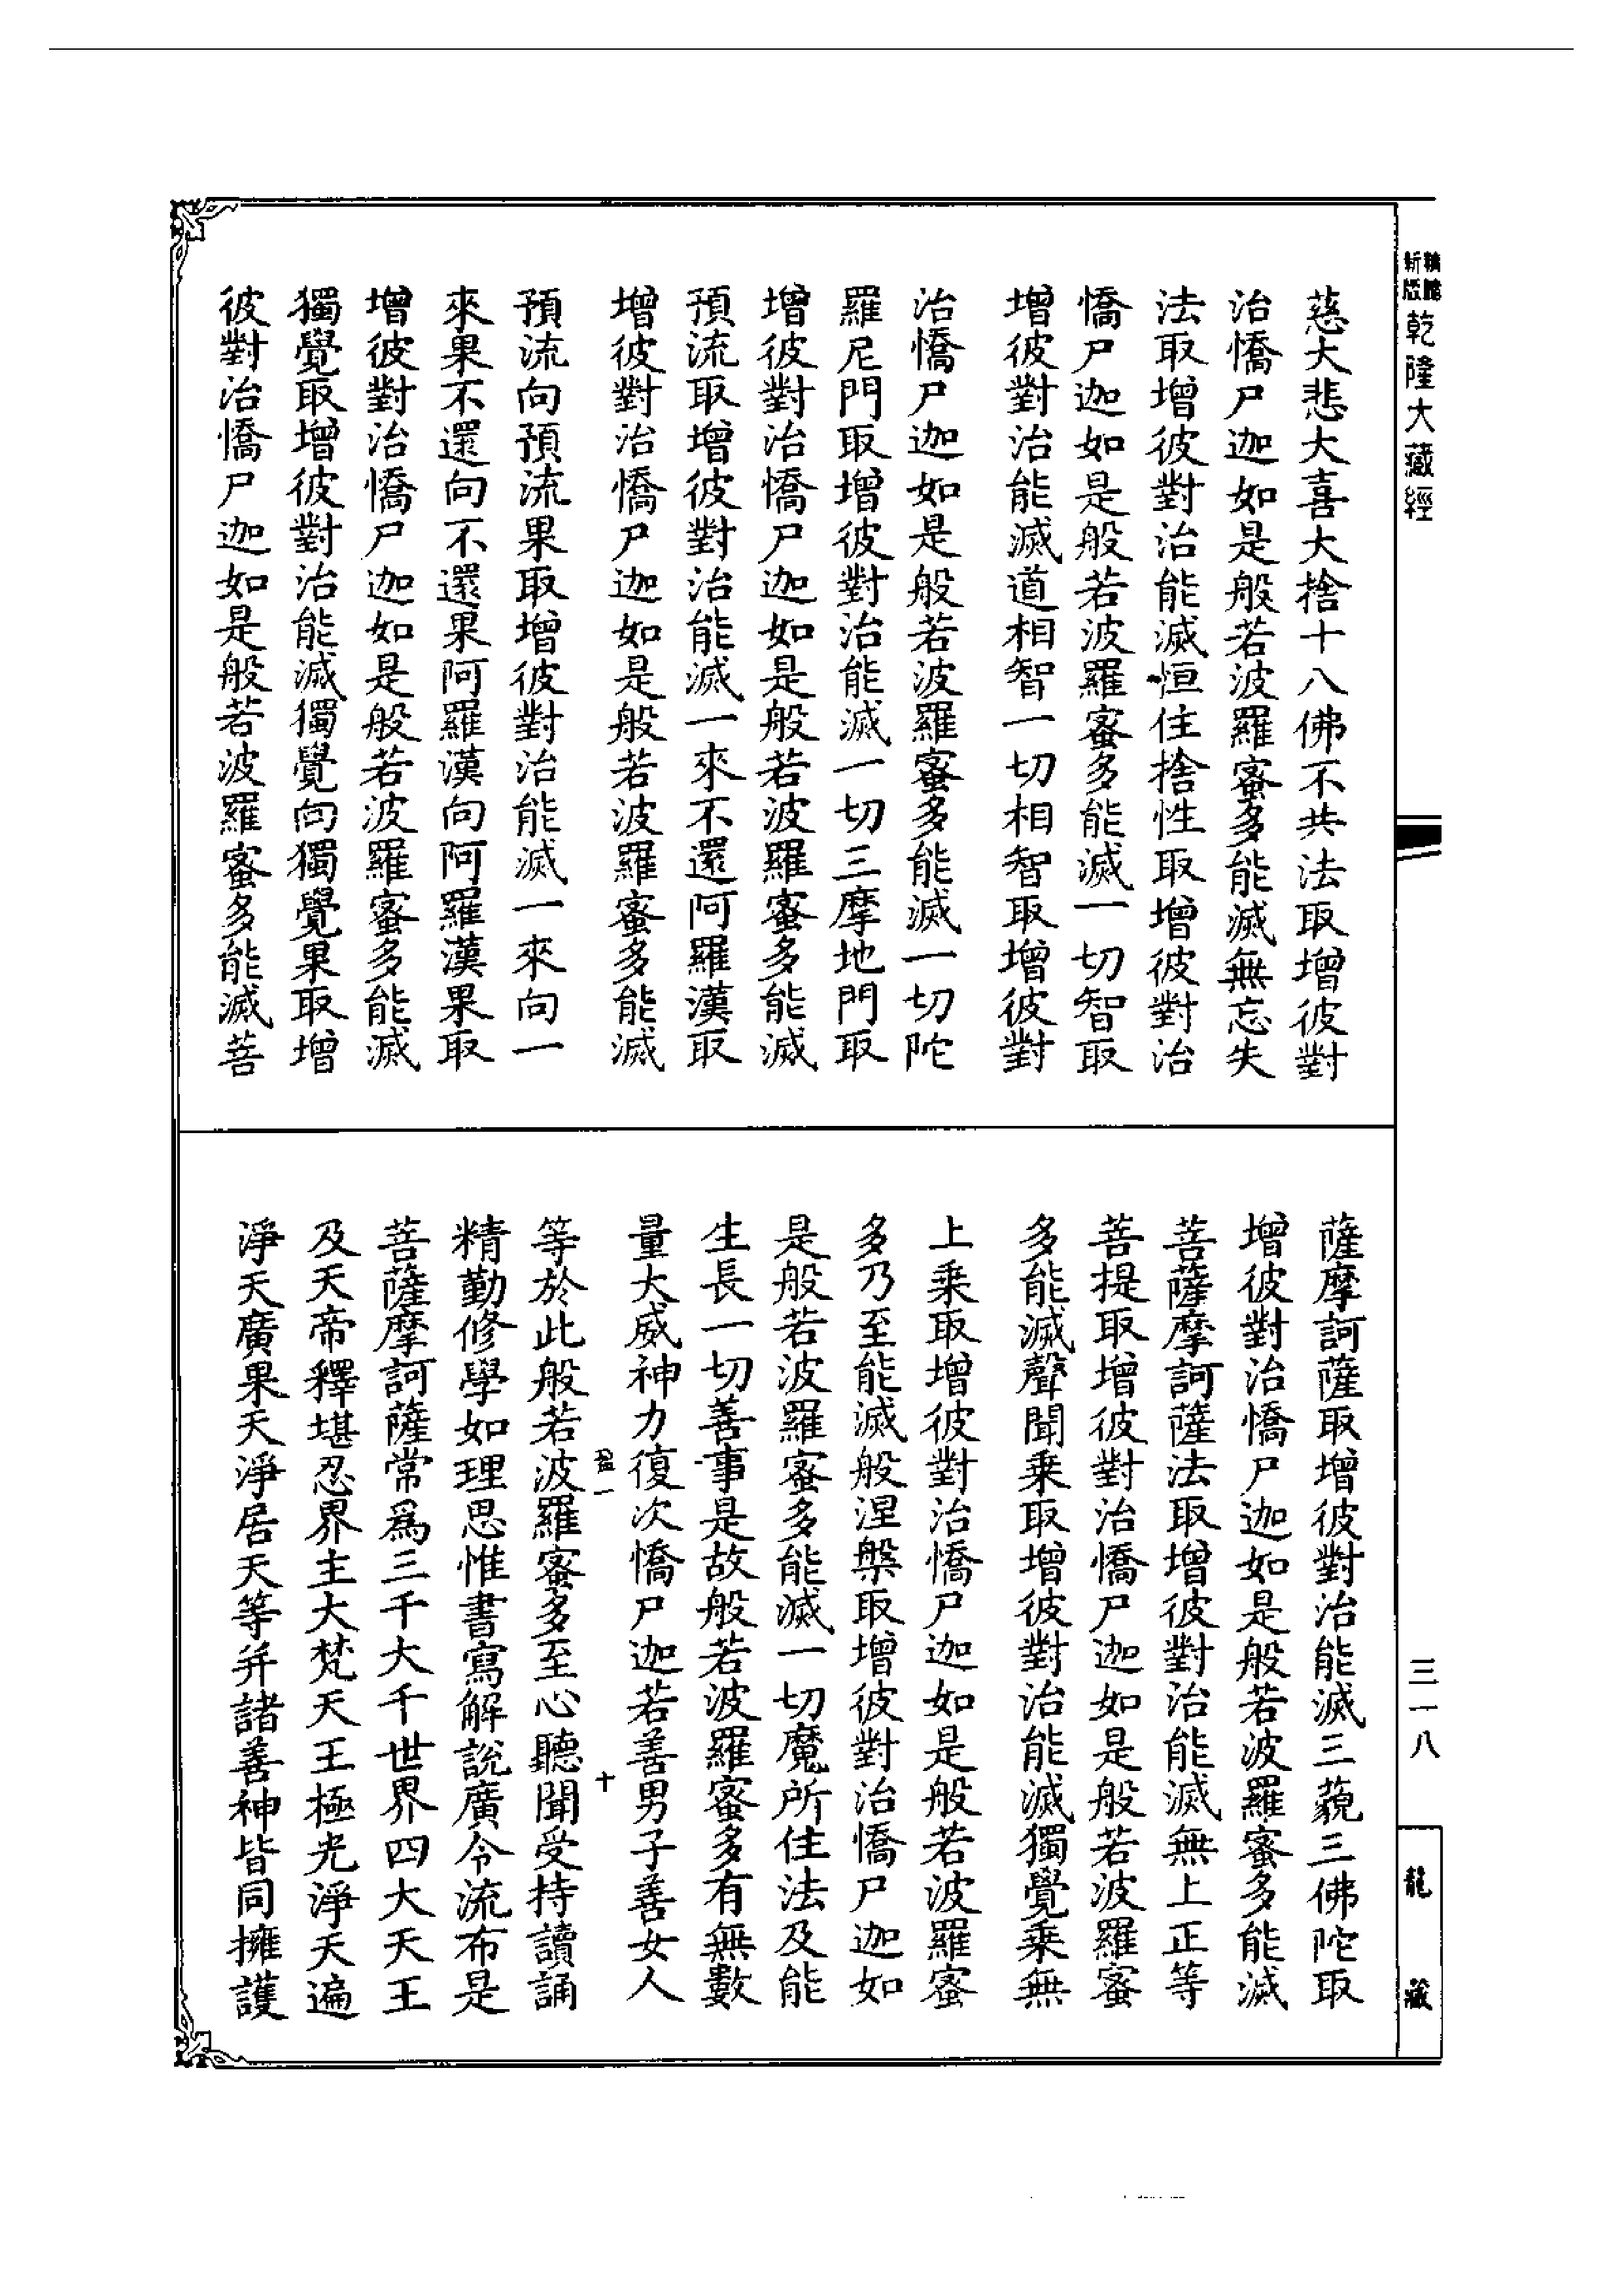 新版
乾隆大藏經
慈大悲大喜大捨十八佛不共法取增彼對
治憍尸迦如是般若波羅蜜多能滅無忘失
法取增彼對治能滅恒住捨性取增彼對治
憍尸迦如是般若波羅蜜多能滅一切智取
增彼對治能滅道相智一切相智取增彼對
治憍尸迦如是般若波羅蜜多能滅一切陀
羅尼門取增彼對治能滅一切三摩地門取
增彼對治憍尸迦如是般若波羅蜜多能滅
預流取增彼對治能滅一來不還阿羅漢取
增彼對治憍尸迦如是般若波羅蜜多能滅
預流向預流果取增彼對治能滅一來向一
來果不還向不還果阿羅漢向阿羅漢果取
增彼對治憍尸迦如是般若波羅蜜多能滅
獨覺取增彼對治能滅獨覺向獨覺果取增
彼對治憍尸迦如是般若波羅蜜多能滅菩
薩摩訶薩取增彼對治能滅三藐三佛陀取
增彼對治憍尸迦如是般若波羅蜜多能滅
菩薩摩訶薩法取增彼對治能滅無上正等
菩提取增彼對治憍尸迦如是般若波羅蜜
多能滅聲聞乘取增彼對治能滅獨覺乘無
上乘取增彼對治憍尸迦如是般若波羅蜜
多乃至能滅般涅槃取增彼對治憍尸迦如
是般若波羅蜜多能滅一切魔所住法及能
生長一切善事是故般若波羅蜜多有無數
量大威神力復次憍尸迦若善男子善女人
盈一 十
等於此般若波羅蜜多至心聽聞受持讀誦
精勤修學如理思惟書寫解說廣令流布是
菩薩摩訶薩常爲三千大千世界四大天王
及天帝釋堪忍界主大梵天王極光淨天遍
淨天廣果天淨居天等并諸善神皆同擁護
三一八
龍藏